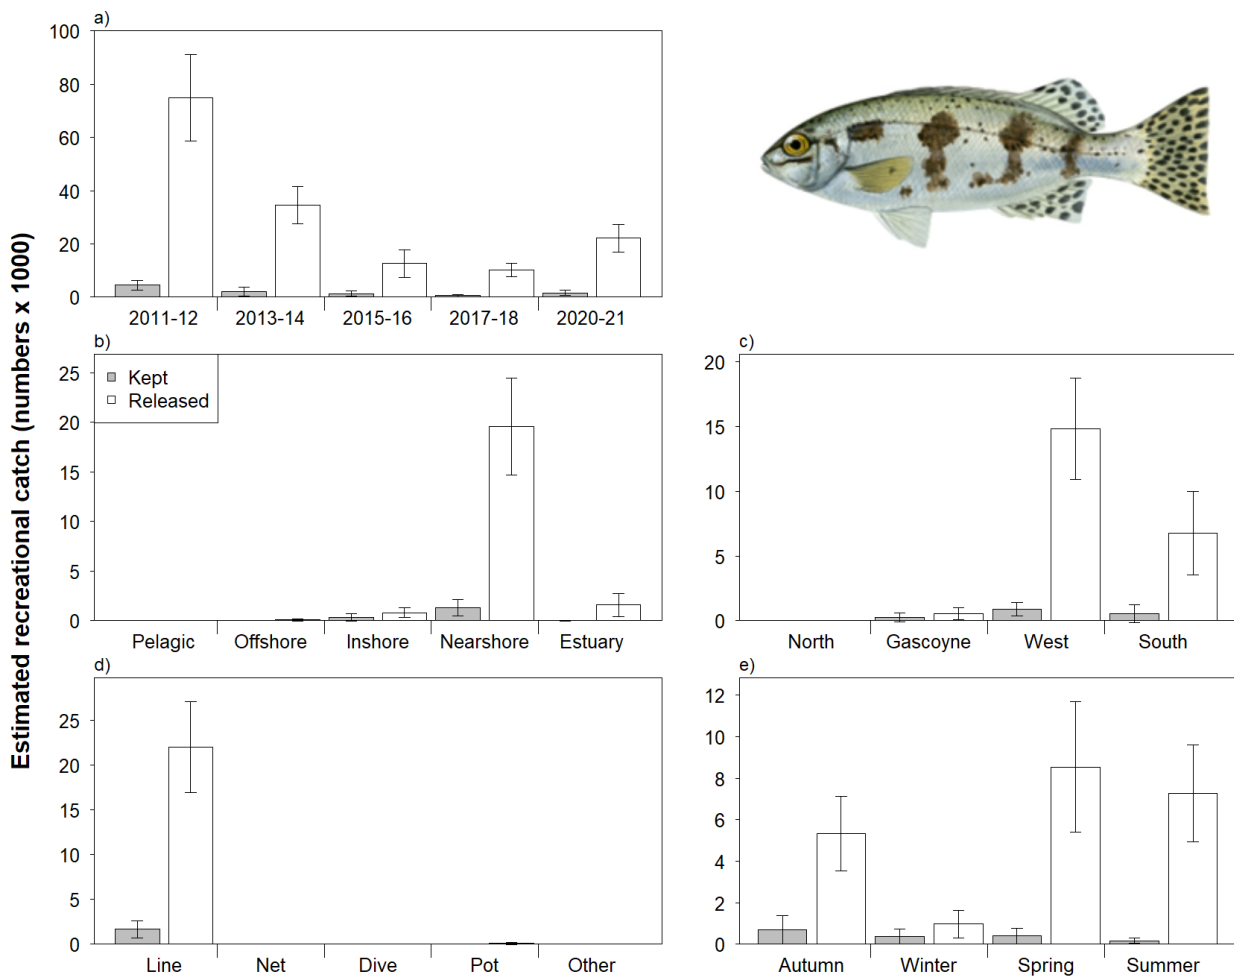 Estimated recreational catch (numbers x 1000)
a)
100
80
60
40
20
0
2011-12 2013-14 2015-16 2017-18 2020-21
b)
Kept
Released
25
20
15
10
5
0
Pelagic Offshore Inshore Nearshore Estuary
c)
20
15
10
5
0
North Gascoyne West South
d)
25
20
15
10
5
0
Line Net Dive Pot Other
e)
12
10
8
6
4
2
0
Autumn Winter Spring Summer